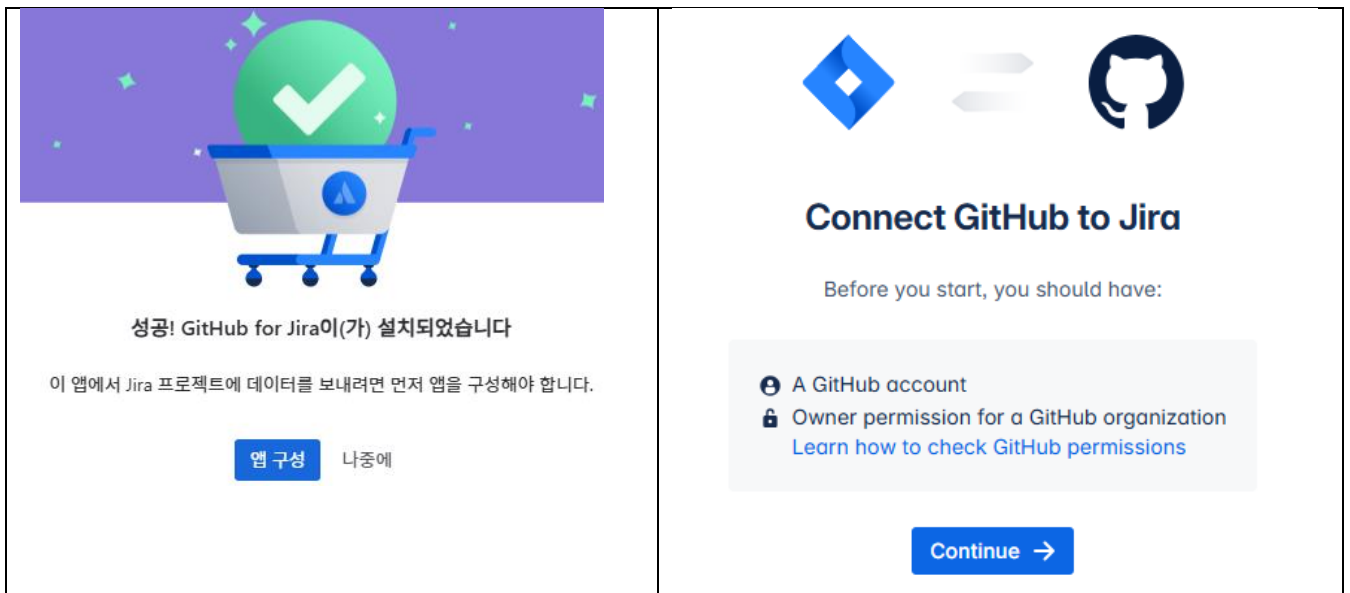 성공! GitHub for Jira이(가) 설치되었습니다
이 앱에서 Jira 프로젝트에 데이터를 보내려면 먼저 앱을 구성해야 합니다.
앱 구성 나중에
Connect GitHub to Jira
Before you start, you should have:
A GitHub account
Owner permission for a GitHub organization
Learn how to check GitHub permissions
Continue →